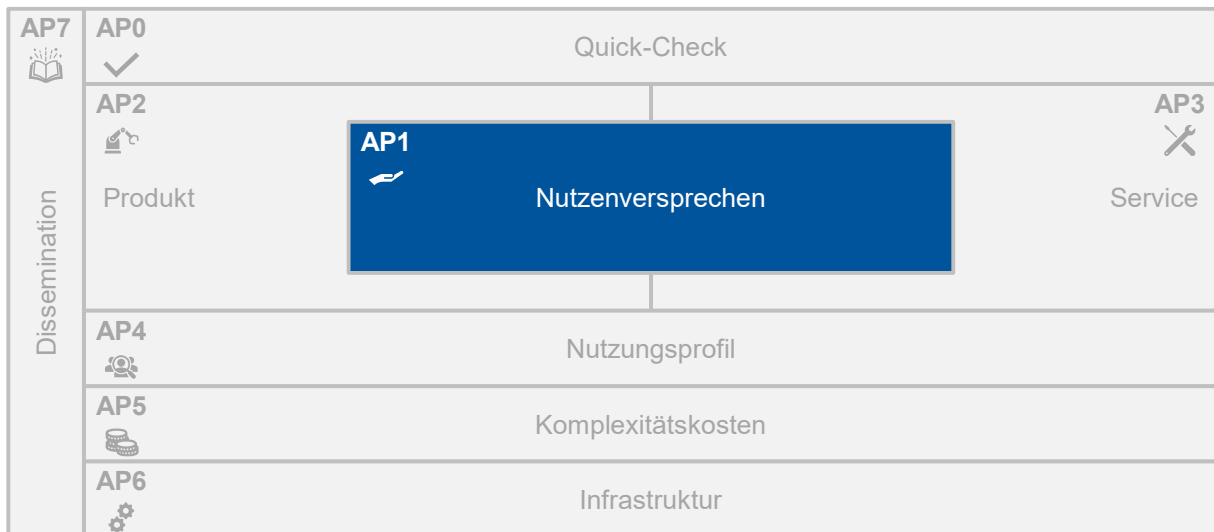 AP7
Dissemination
AP0
Quick-Check
AP2
Produkt
AP1
Nutzenversprechen
AP3
Service
AP4
Nutzungsprofil
AP5
Komplexitätskosten
AP6
Infrastruktur